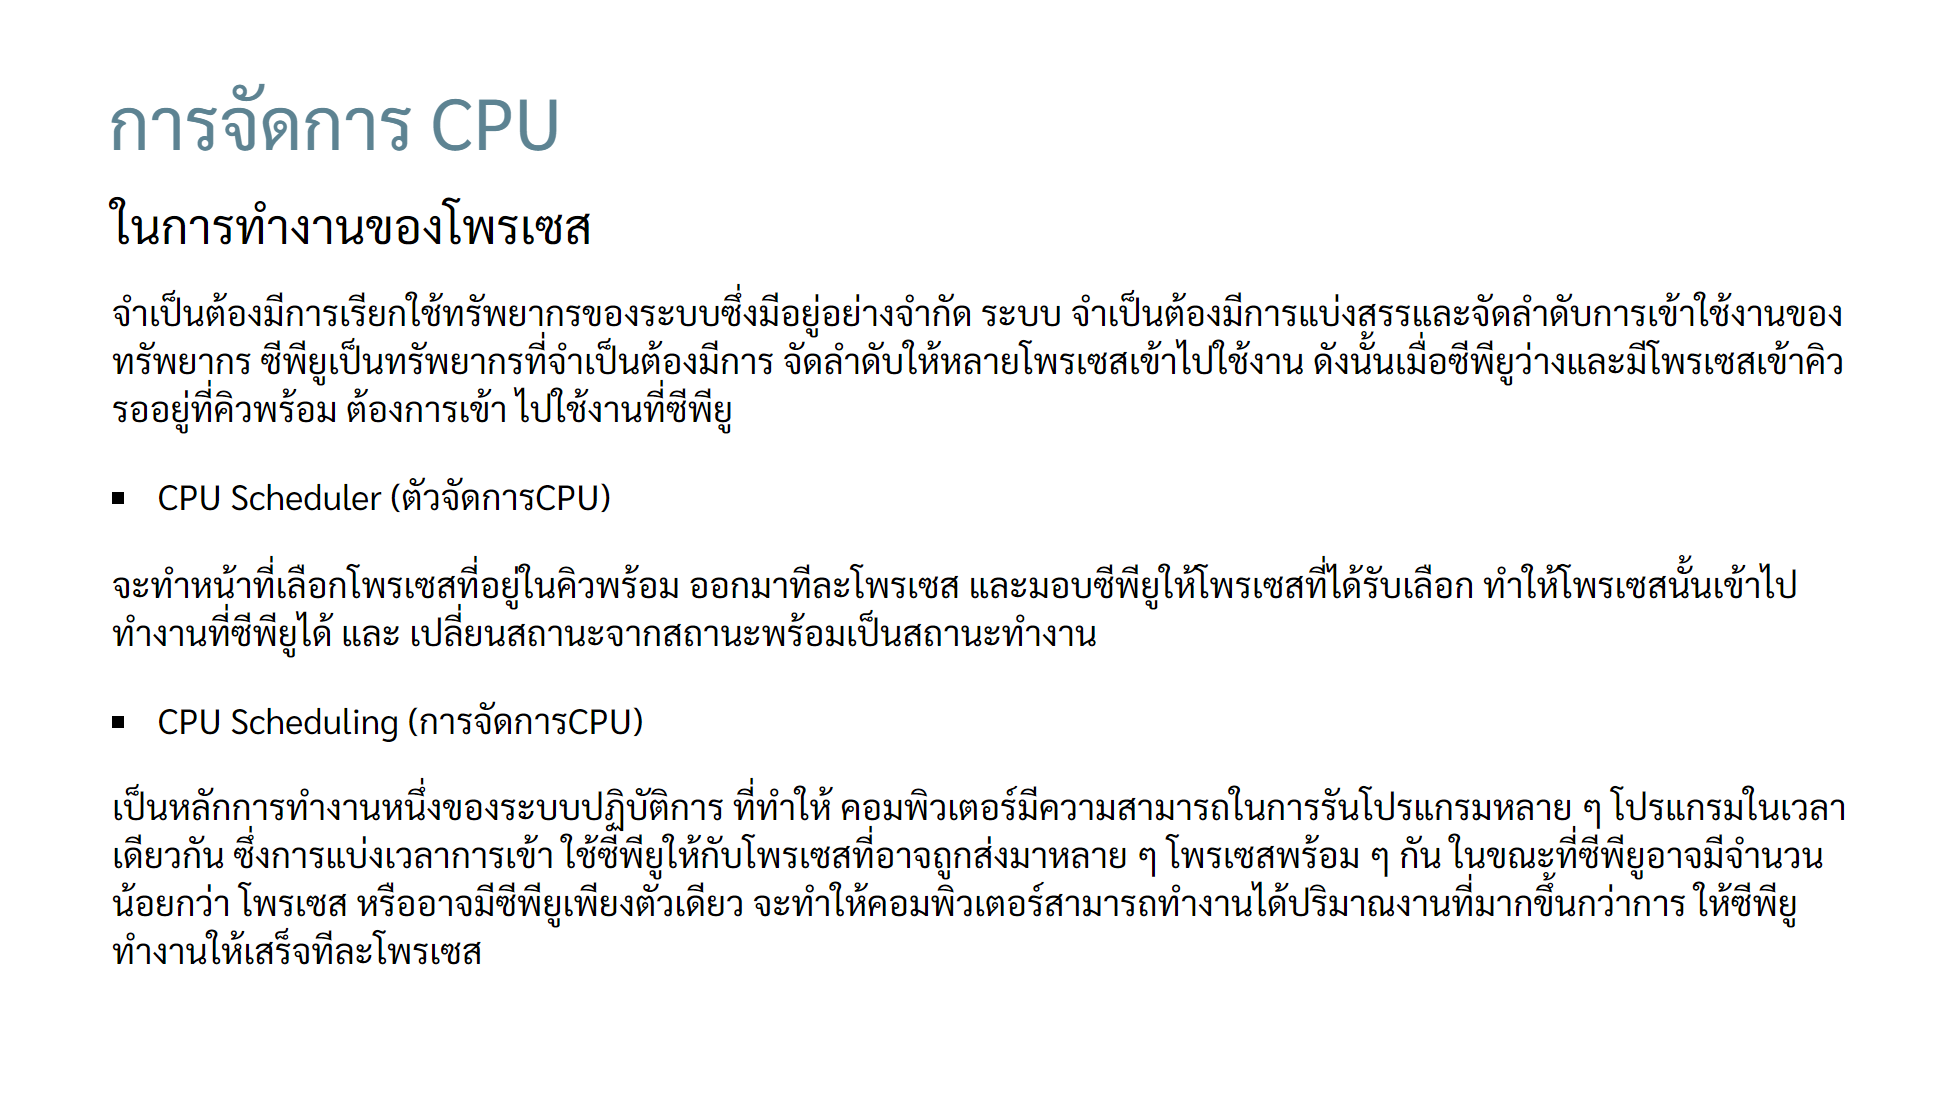 การจัดการ CPU
ในการทำงานของโพรเซส
จำเป็นต้องมีการเรียกใช้ทรัพยากรของระบบซึ่งมีอยู่อย่างจำกัด ระบบ จำเป็นต้องมีการแบ่งสรรและจัดลำดับการเข้าใช้งานของ
ทรัพยากร ซีพียูเป็นทรัพยากรที่จำเป็นต้องมีการ จัดลำดับให้หลายโพรเซสเข้าไปใช้งาน ดังนั้นเมื่อซีพียูว่างและมีโพรเซสเข้าคิว
รออยู่ที่คิวพร้อม ต้องการเข้า ไปใช้งานที่ซีพียู
▪ CPU Scheduler (ตัวจัดการCPU)
จะทำหน้าที่เลือกโพรเซสที่อยู่ในคิวพร้อม ออกมาทีละโพรเซส และมอบซีพียูให้โพรเซสที่ได้รับเลือก ทำให้โพรเซสนั้นเข้าไป
ทำงานที่ซีพียูได้ และ เปลี่ยนสถานะจากสถานะพร้อมเป็นสถานะทำงาน
▪ CPU Scheduling (การจัดการCPU)
เป็นหลักการทำงานหนึ่งของระบบปฏิบัติการ ที่ทำให้ คอมพิวเตอร์มีความสามารถในการรันโปรแกรมหลาย ๆ โปรแกรมในเวลา
เดียวกัน ซึ่งการแบ่งเวลาการเข้า ใช้ซีพียูให้กับโพรเซสที่อาจถูกส่งมาหลาย ๆ โพรเซสพร้อม ๆ กัน ในขณะที่ซีพียูอาจมีจำนวน
น้อยกว่า โพรเซส หรืออาจมีซีพียูเพียงตัวเดียว จะทำให้คอมพิวเตอร์สามารถทำงานได้ปริมาณงานที่มากขึ้นกว่าการ ให้ซีพียู
ทำงานให้เสร็จทีละโพรเซส